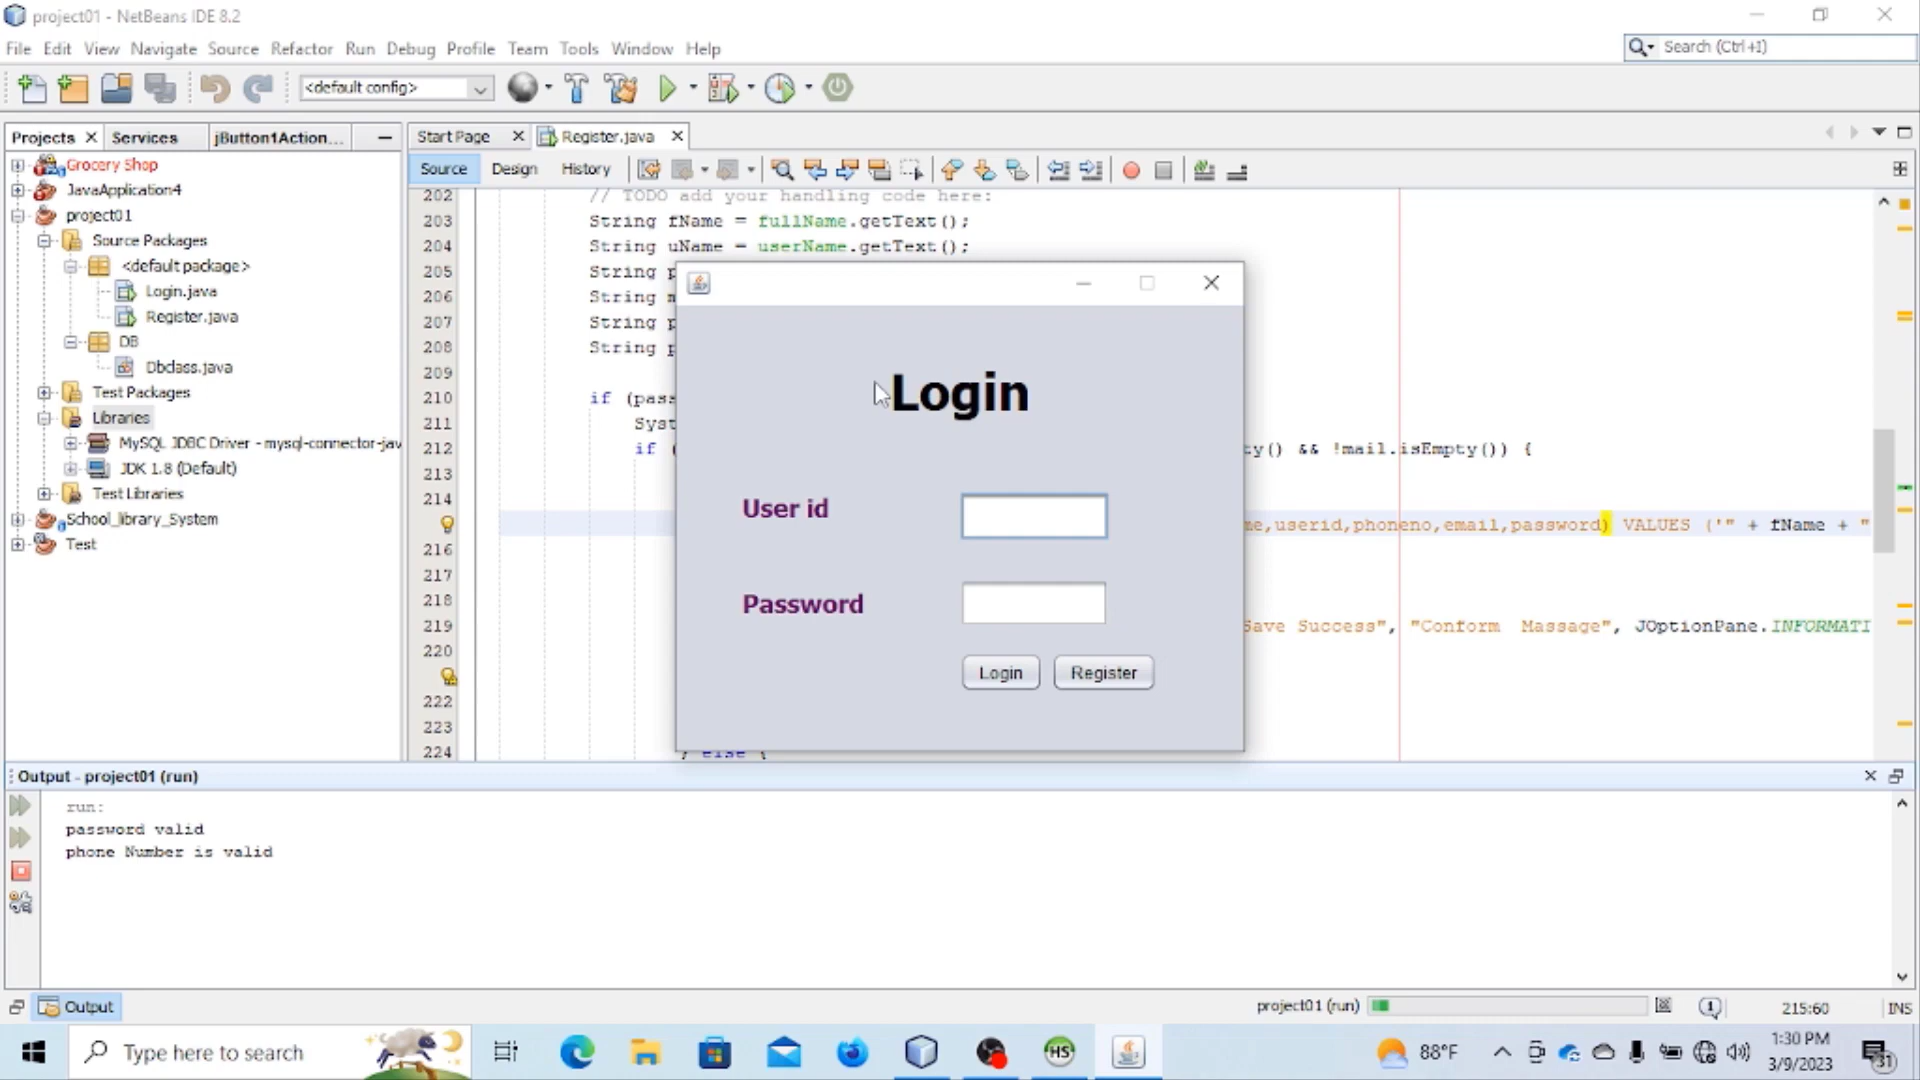 project01 - NetBeans IDE 8.2
File Edit View Navigate Source Refactor Run Debug Profile Team Tools Window Help
Search (Ctrl+I)
<default config>
Projects Services jButton1Action...
Start Page Register.java
Source Design History
Grocery Shop
JavaApplication4
project01
Source Packages
<default package>
Login.java
Register.java
DB
Dbclass.java
Test Packages
Libraries
MySQL JDBC Driver - mysql-connector-jav
JDK 1.8 (Default)
Test Libraries
School_library_System
Test
202 // TODO add your handling code here:
203 String fName = fullName.getText();
204 String uName = userName.getText();
205 String p
206 String m
207 String p
208 String p
209
210 if (pass
211 Syst
212 if ( ty() && !mail.isEmpty()) {
213
214
me,userid,phoneno,email,password) VALUES ('" + fName + "
216
217
218
219 Save Success", "Conform Massage", JOptionPane.INFORMATI
220
222
223
224 } else {
Login
User id
Password
Login Register
Output - project01 (run)
run:
password valid
phone Number is valid
Output
project01 (run)
1
215:60
INS
Type here to search
HS
88°F
1:30 PM
3/9/2023
31